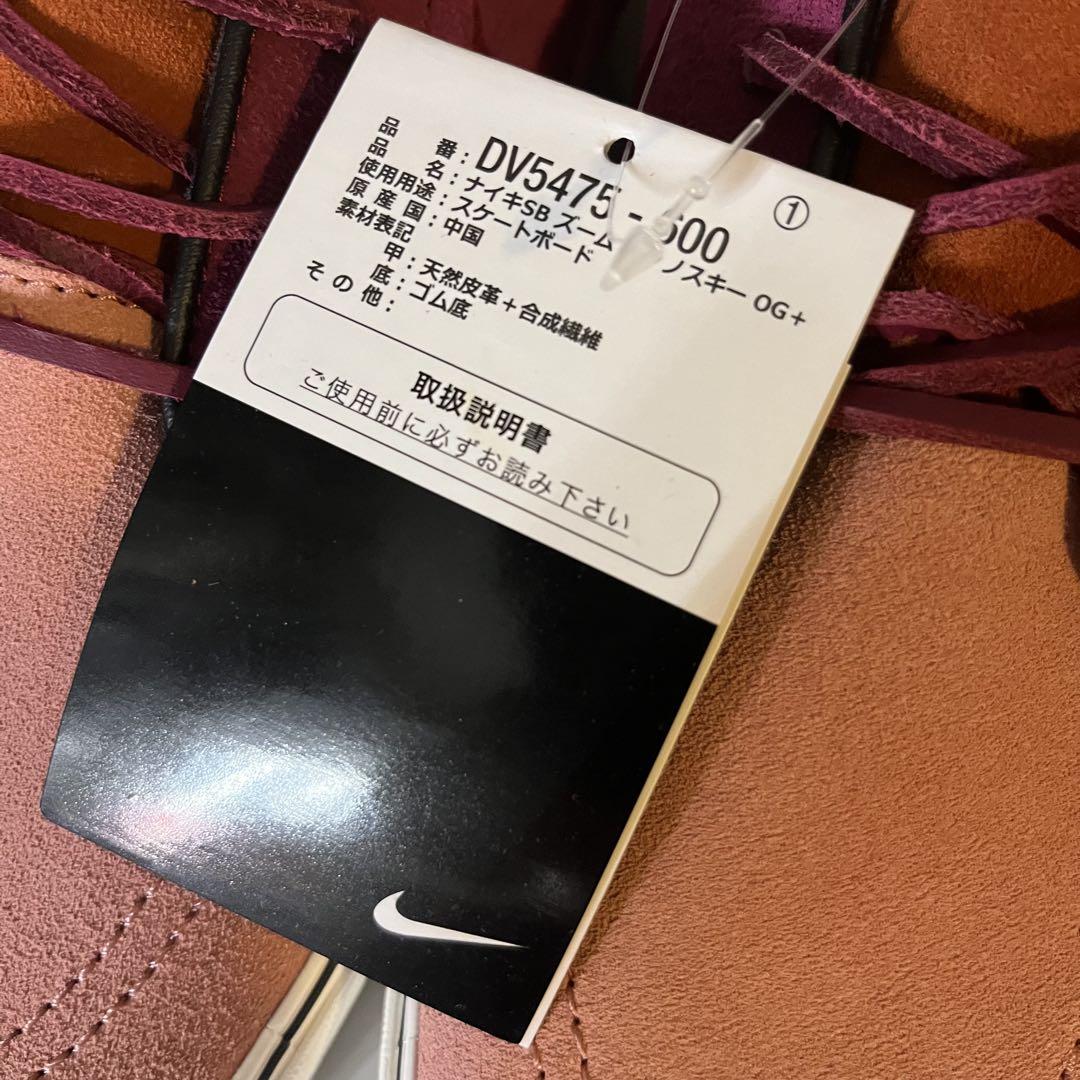 ①
品番：DV5475-600
品名：ナイキSB ズーム ノスキー OG+
使用用途：スケートボード
原産国：中国
素材表記
甲：天然皮革＋合成繊維
底：ゴム底
その他：
取扱説明書
ご使用前に必ずお読み下さい